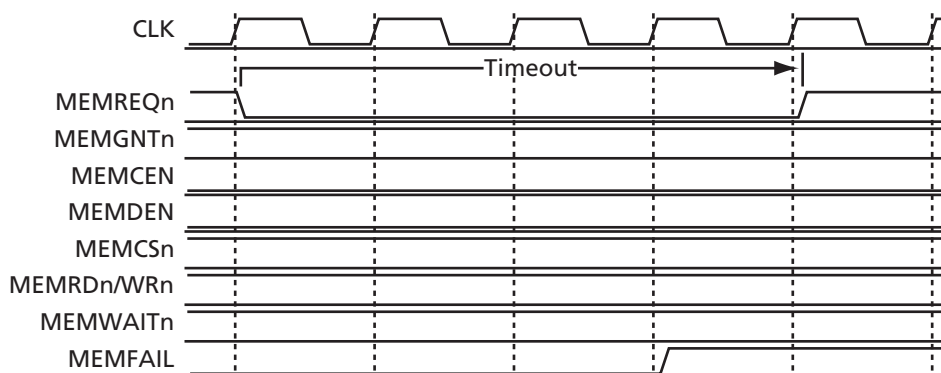 CLK
Timeout
MEMREQn
MEMGNTn
MEMCEN
MEMDEN
MEMCSn
MEMRDn/WRn
MEMWAITn
MEMFAIL